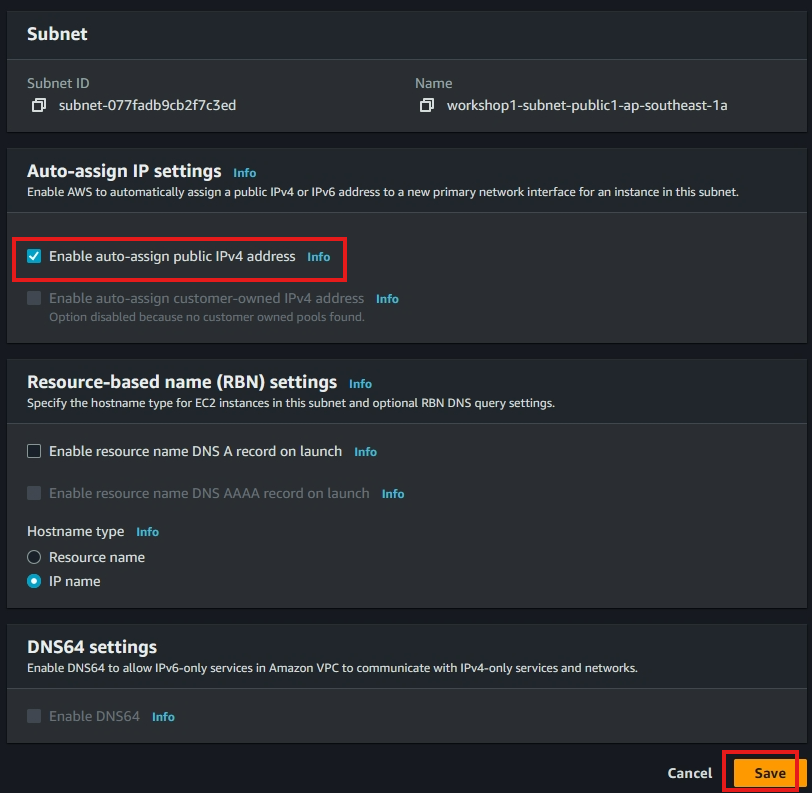 Subnet
Subnet ID
subnet-077fadb9cb2f7c3ed
Name
workshop1-subnet-public1-ap-southeast-1a
Auto-assign IP settings Info
Enable AWS to automatically assign a public IPv4 or IPv6 address to a new primary network interface for an instance in this subnet.
Enable auto-assign public IPv4 address Info
Enable auto-assign customer-owned IPv4 address Info
Option disabled because no customer owned pools found.
Resource-based name (RBN) settings Info
Specify the hostname type for EC2 instances in this subnet and optional RBN DNS query settings.
Enable resource name DNS A record on launch Info
Enable resource name DNS AAAA record on launch Info
Hostname type Info
Resource name
IP name
DNS64 settings
Enable DNS64 to allow IPv6-only services in Amazon VPC to communicate with IPv4-only services and networks.
Enable DNS64 Info
Cancel Save